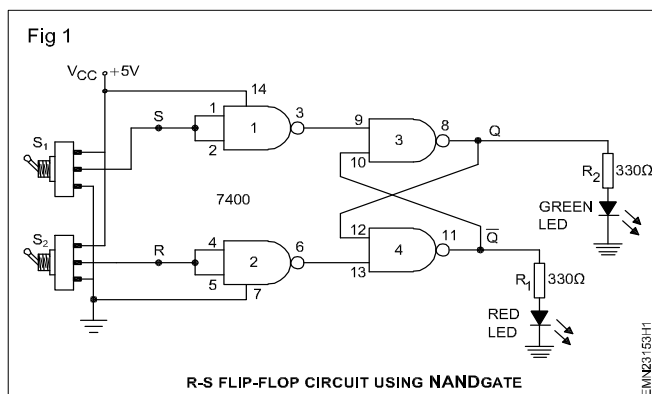 Fig 1
VCC +5V
14
1
3
S
1
9
8
Q
2
3
S1
10
R2 330Ω
7400
GREEN
LED
S2
12
11
Q̅
4
6
4
R
2
13
5
7
R1 330Ω
RED
LED
R-S FLIP-FLOP CIRCUIT USING NANDGATE
EMN23153H1